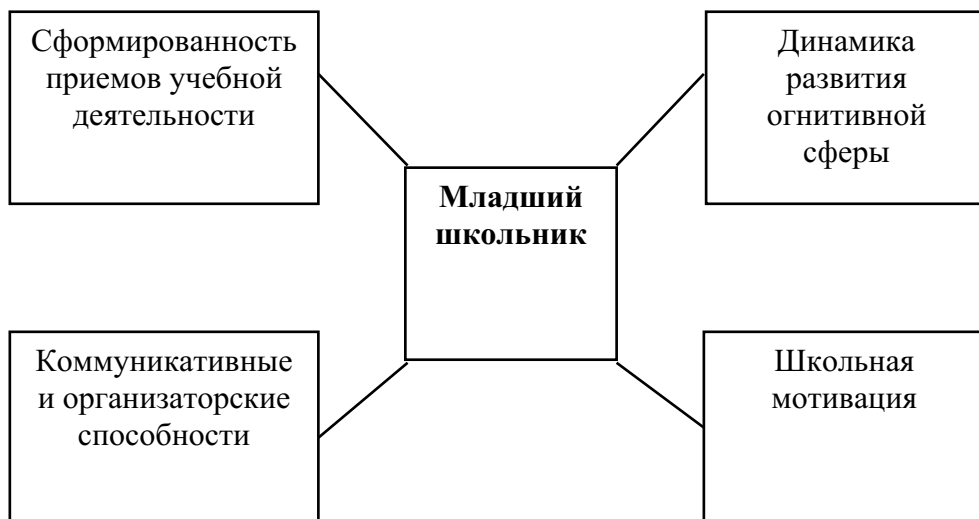 Сформированность
приемов учебной
деятельности
Динамика
развития
огнитивной
сферы
Младший
школьник
Коммуникативные
и организаторские
способности
Школьная
мотивация